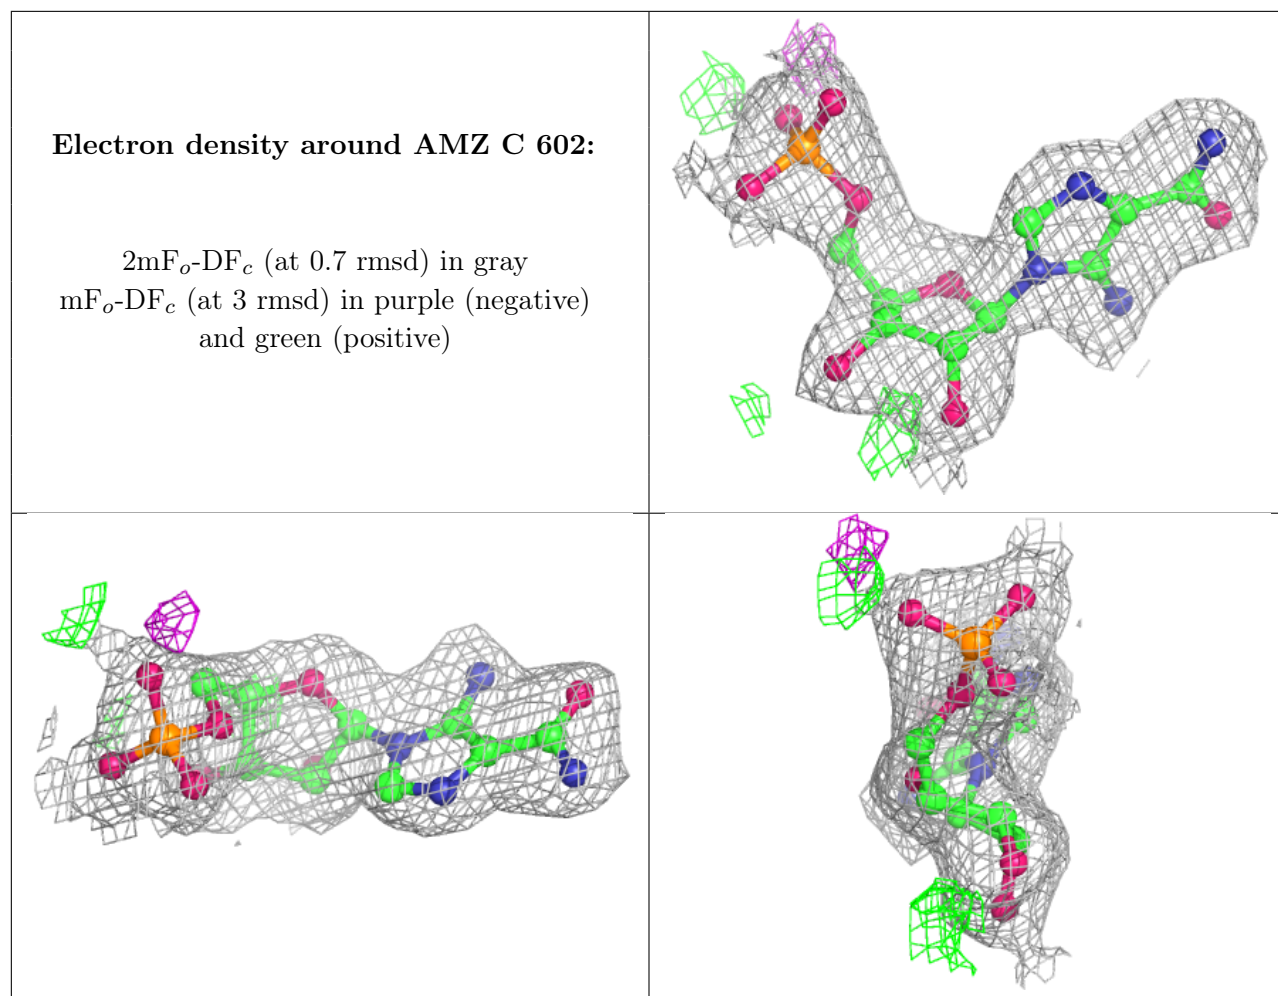 Electron density around AMZ C 602:
2mFo-DFc (at 0.7 rmsd) in gray
mFo-DFc (at 3 rmsd) in purple (negative)
and green (positive)